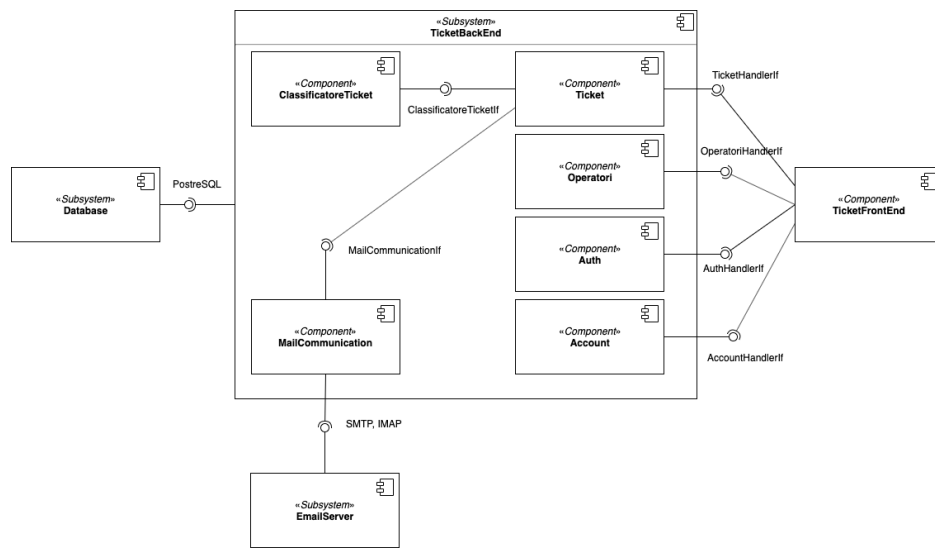 «Subsystem»
TicketBackEnd
«Component»
ClassificatoreTicket
ClassificatoreTicketIf
«Component»
Ticket
TicketHandlerIf
«Component»
Operatori
OperatoriHandlerIf
«Subsystem»
Database
PostreSQL
«Component»
TicketFrontEnd
MailCommunicationIf
«Component»
Auth
AuthHandlerIf
«Component»
MailCommunication
«Component»
Account
AccountHandlerIf
SMTP, IMAP
«Subsystem»
EmailServer